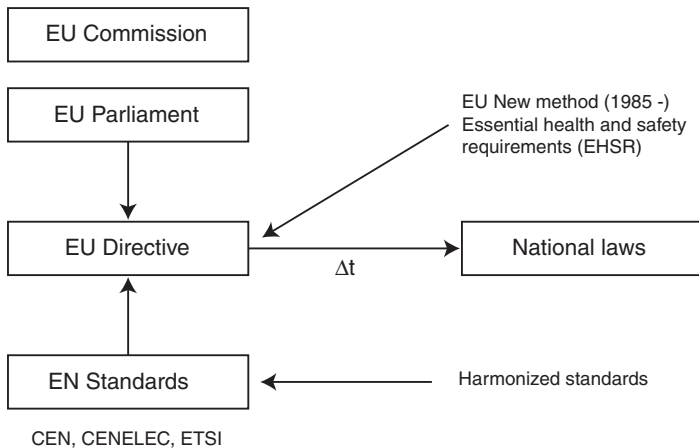 EU Commission
EU Parliament
EU New method (1985 -)
Essential health and safety
requirements (EHSR)
EU Directive
Δt
National laws
EN Standards
Harmonized standards
CEN, CENELEC, ETSI